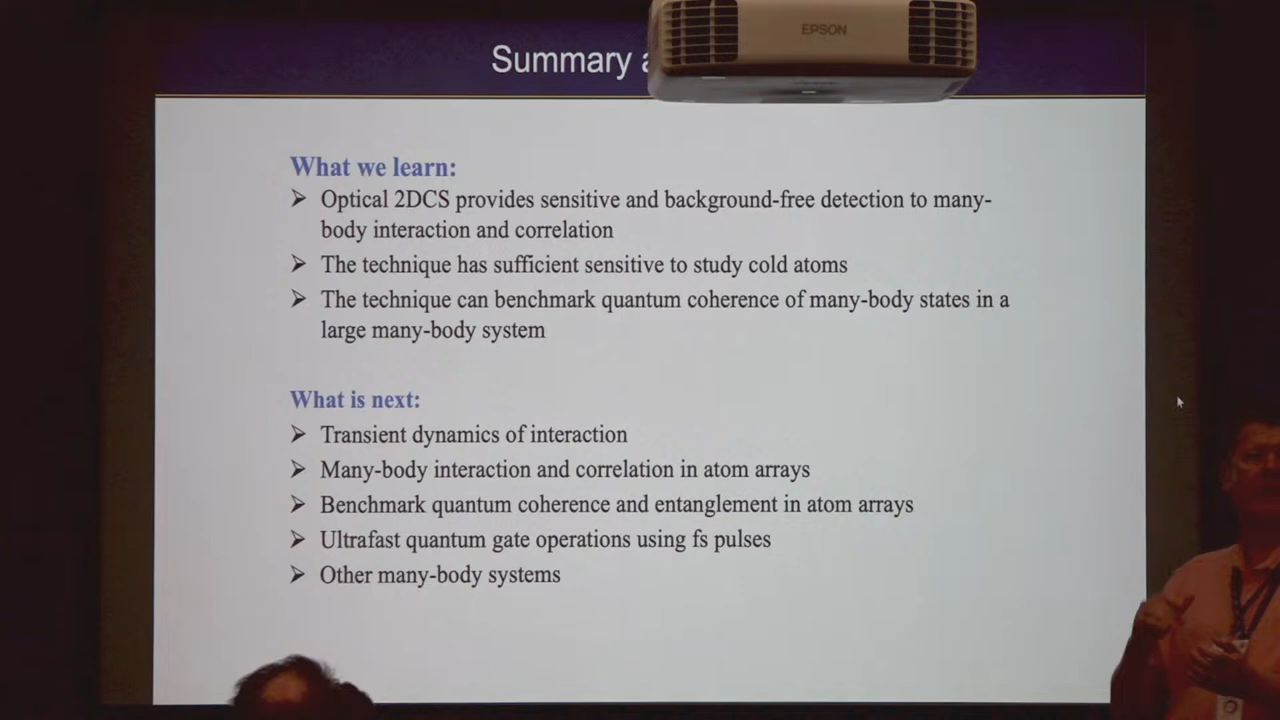 EPSON
Summary
What we learn:
➢ Optical 2DCS provides sensitive and background-free detection to many-
body interaction and correlation
➢ The technique has sufficient sensitive to study cold atoms
➢ The technique can benchmark quantum coherence of many-body states in a
large many-body system
What is next:
➢ Transient dynamics of interaction
➢ Many-body interaction and correlation in atom arrays
➢ Benchmark quantum coherence and entanglement in atom arrays
➢ Ultrafast quantum gate operations using fs pulses
➢ Other many-body systems